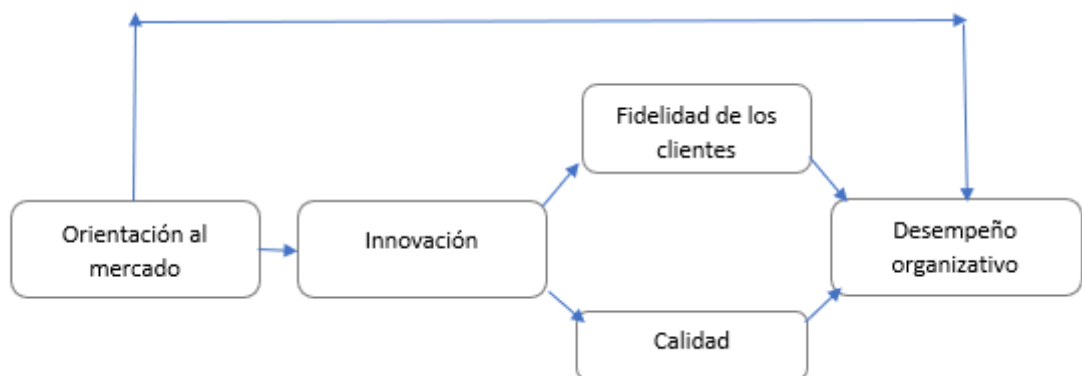 Fidelidad de los
clientes
Orientación al
mercado
Innovación
Desempeño
organizativo
Calidad